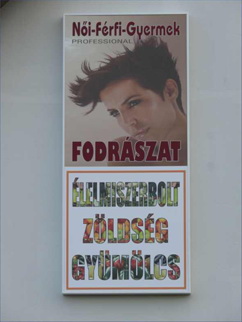 Női-Férfi-Gyermek
PROFESSIONAL
FODRÁSZAT
ÉLELMISZERBOLT
ZÖLDSÉG
GYÜMÖLCS